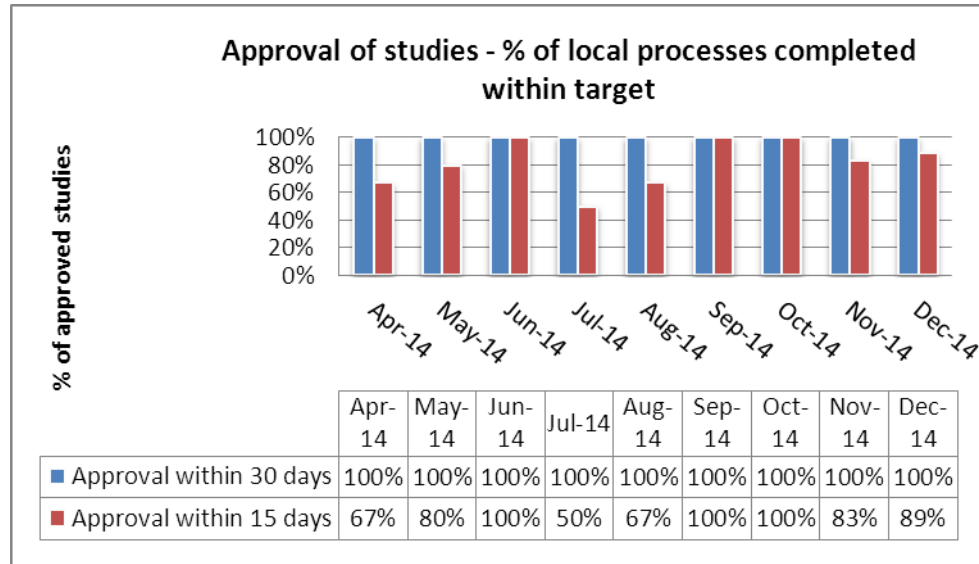 Approval of studies - % of local processes completed
within target
% of approved studies
100%
80%
60%
40%
20%
0%
Apr-14 May-14 Jun-14 Jul-14 Aug-14 Sep-14 Oct-14 Nov-14 Dec-14
Apr- May- Jun- Jul-14 Aug- Sep- Oct- Nov- Dec-
14 14 14 14 14 14 14 14
Approval within 30 days 100% 100% 100% 100% 100% 100% 100% 100% 100%
Approval within 15 days 67% 80% 100% 50% 67% 100% 100% 83% 89%